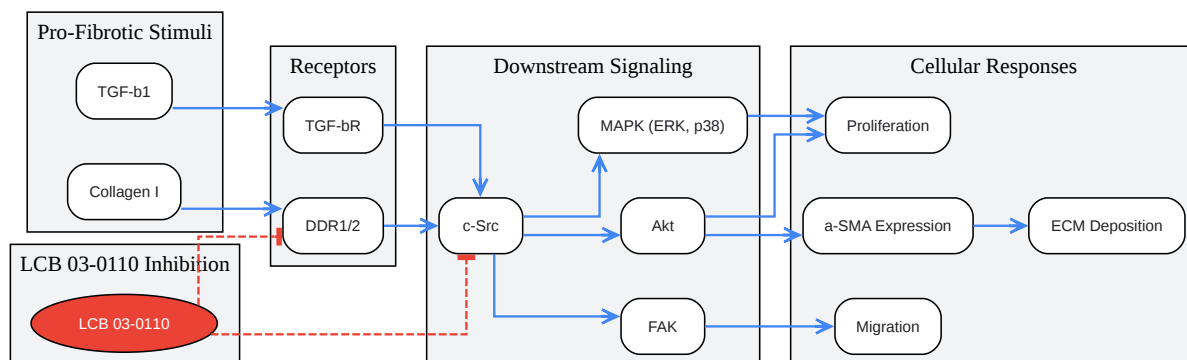 Pro-Fibrotic Stimuli
TGF-b1
Collagen I
LCB 03-0110 Inhibition
LCB 03-0110
Receptors
TGF-bR
DDR1/2
Downstream Signaling
MAPK (ERK, p38)
c-Src
Akt
FAK
Cellular Responses
Proliferation
a-SMA Expression
ECM Deposition
Migration